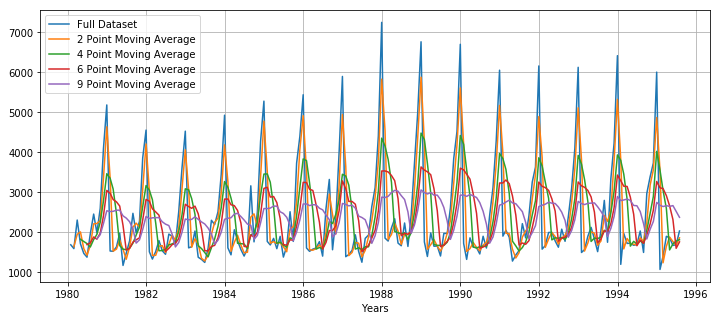 Full Dataset
2 Point Moving Average
4 Point Moving Average
6 Point Moving Average
9 Point Moving Average
7000
6000
5000
4000
3000
2000
1000
1980 1982 1984 1986 1988 1990 1992 1994 1996
Years